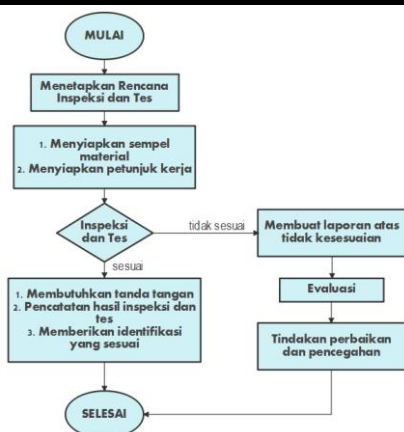 MULAI
Menetapkan Rencana
Inspeksi dan Tes
1. Menyiapkan sempel
material
2. Menyiapkan petunjuk kerja
Inspeksi
dan Tes
tidak sesuai
Membuat laporan atas
tidak kesesuaian
sesuai
Evaluasi
1. Membutuhkan tanda tangan
2. Pencatatan hasil inspeksi dan
tes
3. Memberikan identifikasi
yang sesuai
Tindakan perbaikan
dan pencegahan
SELESAI